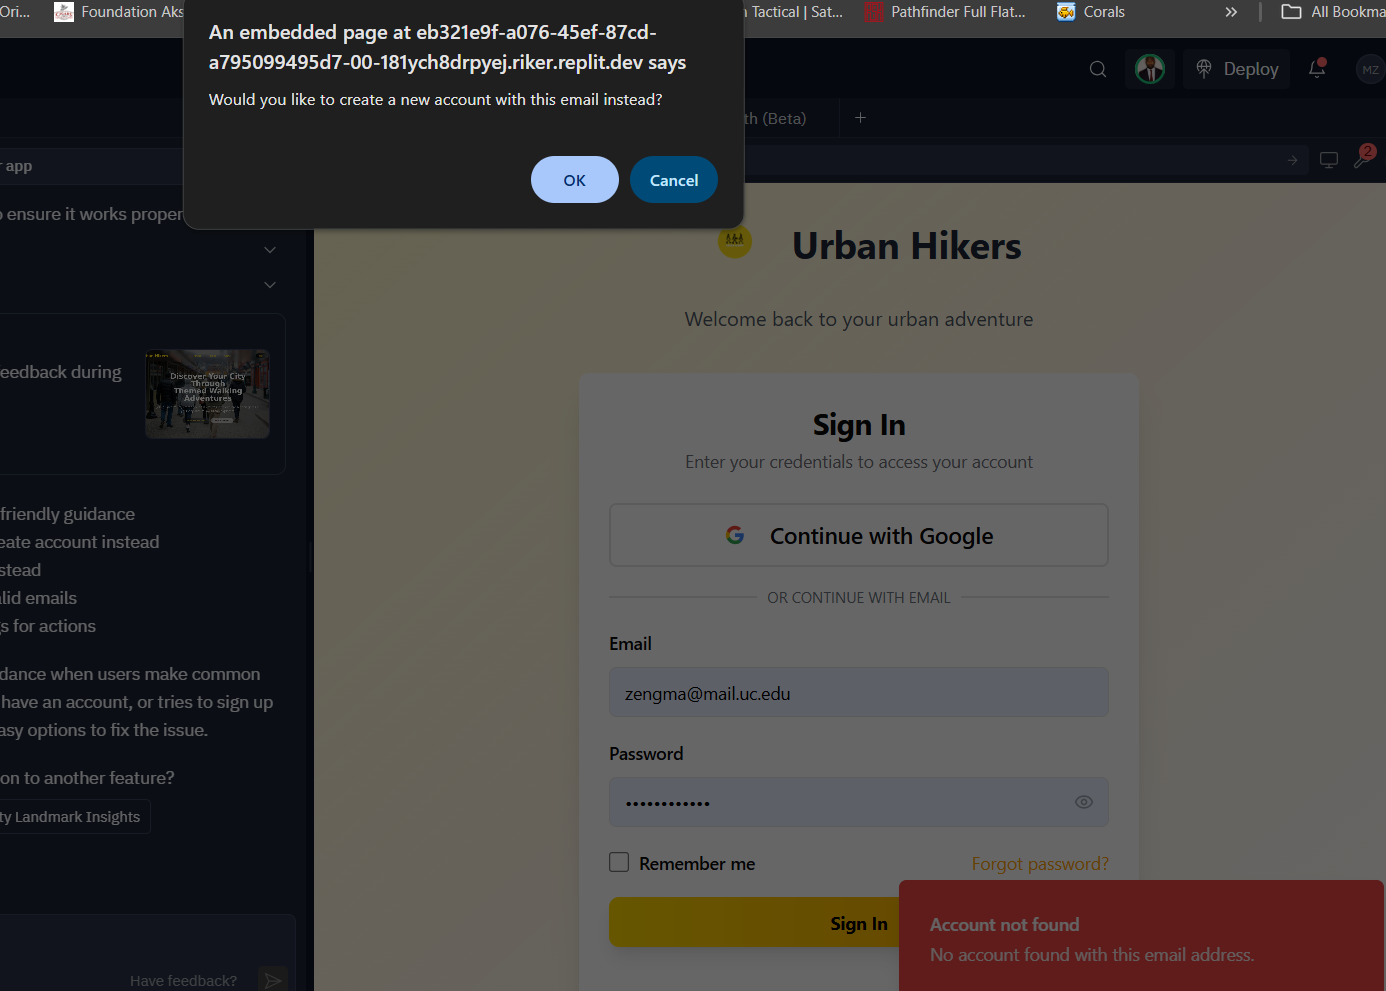 Ori...
Foundation Aks
n Tactical | Sat...
Pathfinder Full Flat...
Corals
»
All Bookma
An embedded page at eb321e9f-a076-45ef-87cd-
a795099495d7-00-181ych8drpyej.riker.replit.dev says
Would you like to create a new account with this email instead?
OK
Cancel
Deploy
MZ
th (Beta)
+
r app
2
o ensure it works proper
eedback during
Discover Your City
Through
Themed Walking
Adventures
friendly guidance
eate account instead
stead
alid emails
gs for actions
dance when users make common
have an account, or tries to sign up
asy options to fix the issue.
on to another feature?
ty Landmark Insights
Have feedback?
Urban Hikers
Welcome back to your urban adventure
Sign In
Enter your credentials to access your account
Continue with Google
OR CONTINUE WITH EMAIL
Email
zengma@mail.uc.edu
Password
••••••••••••
Remember me
Forgot password?
Sign In
Account not found
No account found with this email address.